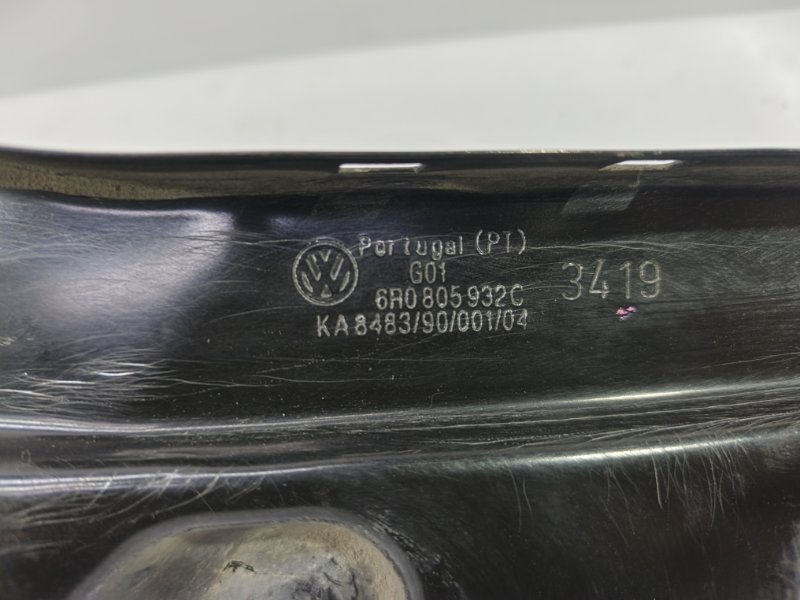 Portugal (PT)
G01
6R0 805 932C
KA 8483/90/001/04
3419